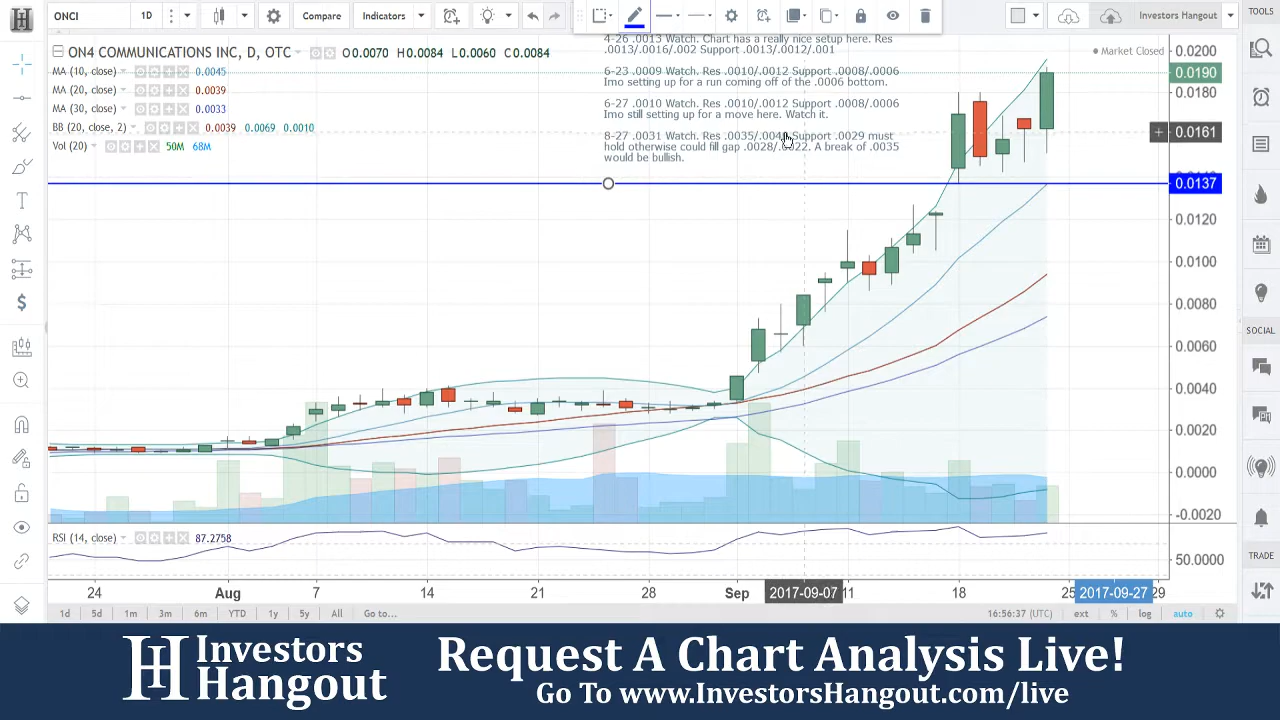 ONCI 1D Compare Indicators Investors Hangout TOOLS
ON4 COMMUNICATIONS INC, D, OTC O0.0070 H0.0084 L0.0060 C0.0084
MA (10, close) 0.0045
MA (20, close) 0.0039
MA (30, close) 0.0033
BB (20, close, 2) 0.0039 0.0069 0.0010
Vol (20) 50M 68M
4-26 .0013 Watch. Chart has a really nice setup here. Res
.0013/.0016/.002 Support .0013/.0012/.001
6-23 .0009 Watch. Res .0010/.0012 Support .0008/.0006
Imo setting up for a run coming off of the .0006 bottom.
6-27 .0010 Watch. Res .0010/.0012 Support .0008/.0006
Imo still setting up for a move here. Watch it.
8-27 .0031 Watch. Res .0035/.004 Support .0029 must
hold otherwise could fill gap .0028/.0022. A break of .0035
would be bullish.
Market Closed
0.0200
0.0190
0.0180
0.0161
0.0137
0.0120
0.0100
0.0080
0.0060
0.0040
0.0020
0.0000
-0.0020
SOCIAL
RSI (14, close) 87.2758
50.0000
TRADE
24 Aug 7 14 21 28 Sep 2017-09-07 11 18 25 2017-09-27 29
1d 5d 1m 3m 6m YTD 1y 5y All Go to... 16:56:37 (UTC) ext % log auto
H Investors Hangout
Request A Chart Analysis Live!
Go To www.InvestorsHangout.com/live